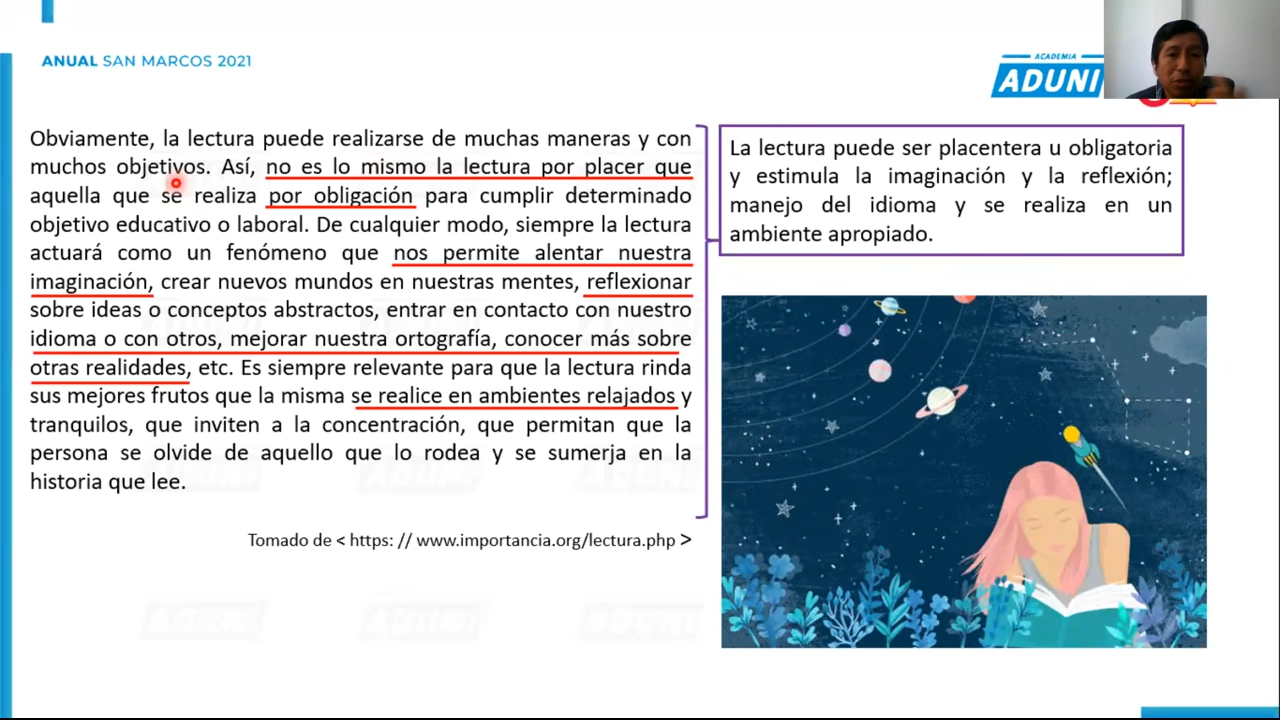 ANUAL SAN MARCOS 2021
ACADEMIA
ADUNI
Obviamente, la lectura puede realizarse de muchas maneras y con
muchos objetivos. Así, no es lo mismo la lectura por placer que
aquella que se realiza por obligación para cumplir determinado
objetivo educativo o laboral. De cualquier modo, siempre la lectura
actuará como un fenómeno que nos permite alentar nuestra
imaginación, crear nuevos mundos en nuestras mentes, reflexionar
sobre ideas o conceptos abstractos, entrar en contacto con nuestro
idioma o con otros, mejorar nuestra ortografía, conocer más sobre
otras realidades, etc. Es siempre relevante para que la lectura rinda
sus mejores frutos que la misma se realice en ambientes relajados y
tranquilos, que inviten a la concentración, que permitan que la
persona se olvide de aquello que lo rodea y se sumerja en la
historia que lee.
Tomado de < https: // www.importancia.org/lectura.php >
La lectura puede ser placentera u obligatoria
y estimula la imaginación y la reflexión;
manejo del idioma y se realiza en un
ambiente apropiado.
ADUNI
ADUNI
ADUNI